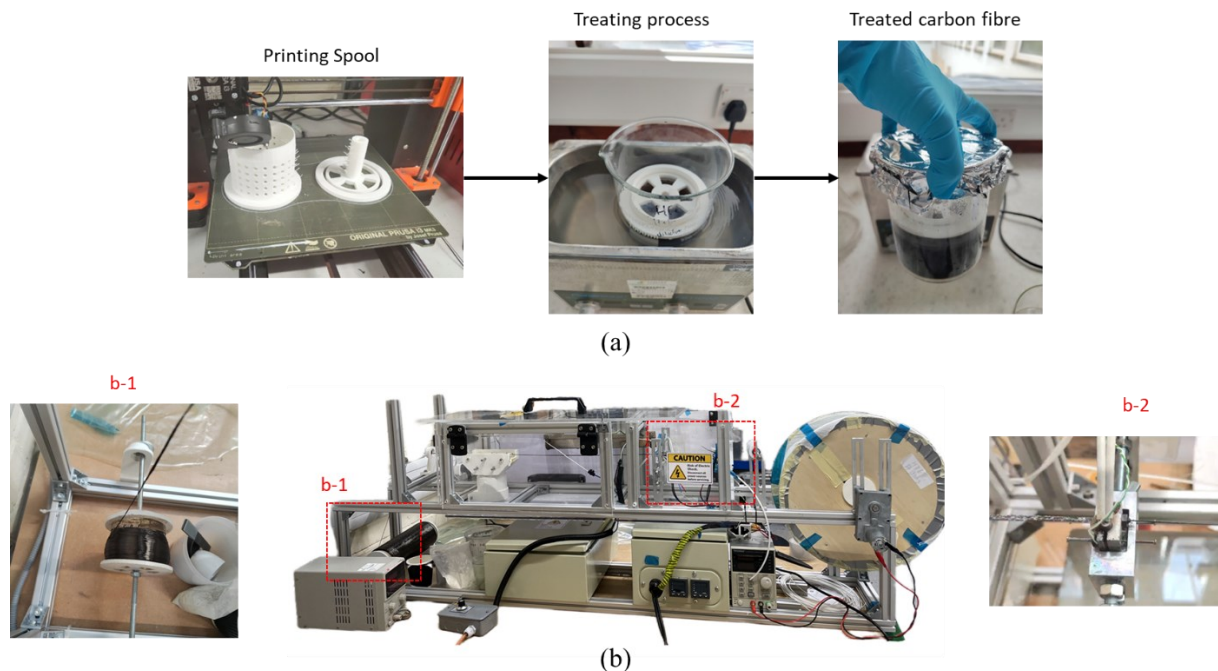 Treating process
Treated carbon fibre
Printing Spool
ORIGINAL PRUSA
(a)
b-1
b-2
b-2
b-1
CAUTION
(b)